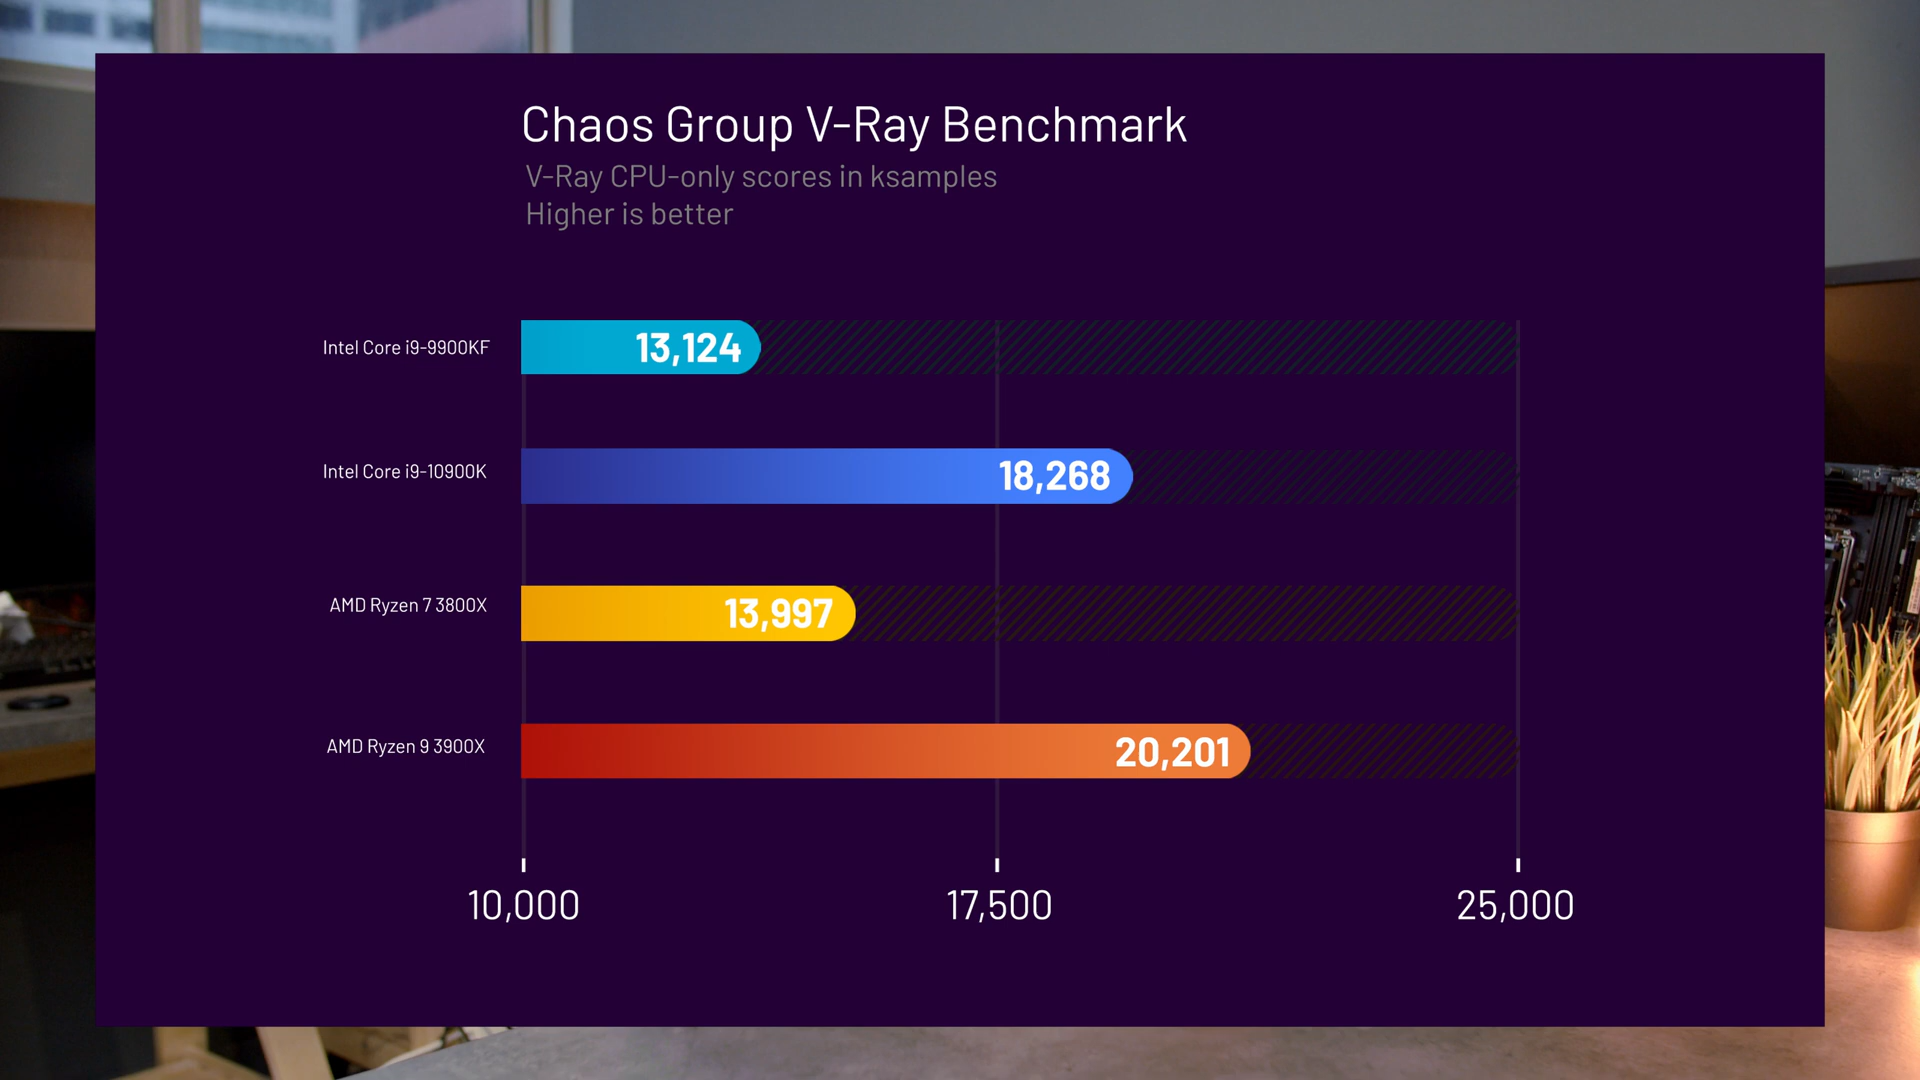 Chaos Group V-Ray Benchmark
V-Ray CPU-only scores in ksamples
Higher is better
Intel Core i9-9900KF 13,124
Intel Core i9-10900K 18,268
AMD Ryzen 7 3800X 13,997
AMD Ryzen 9 3900X 20,201
10,000 17,500 25,000